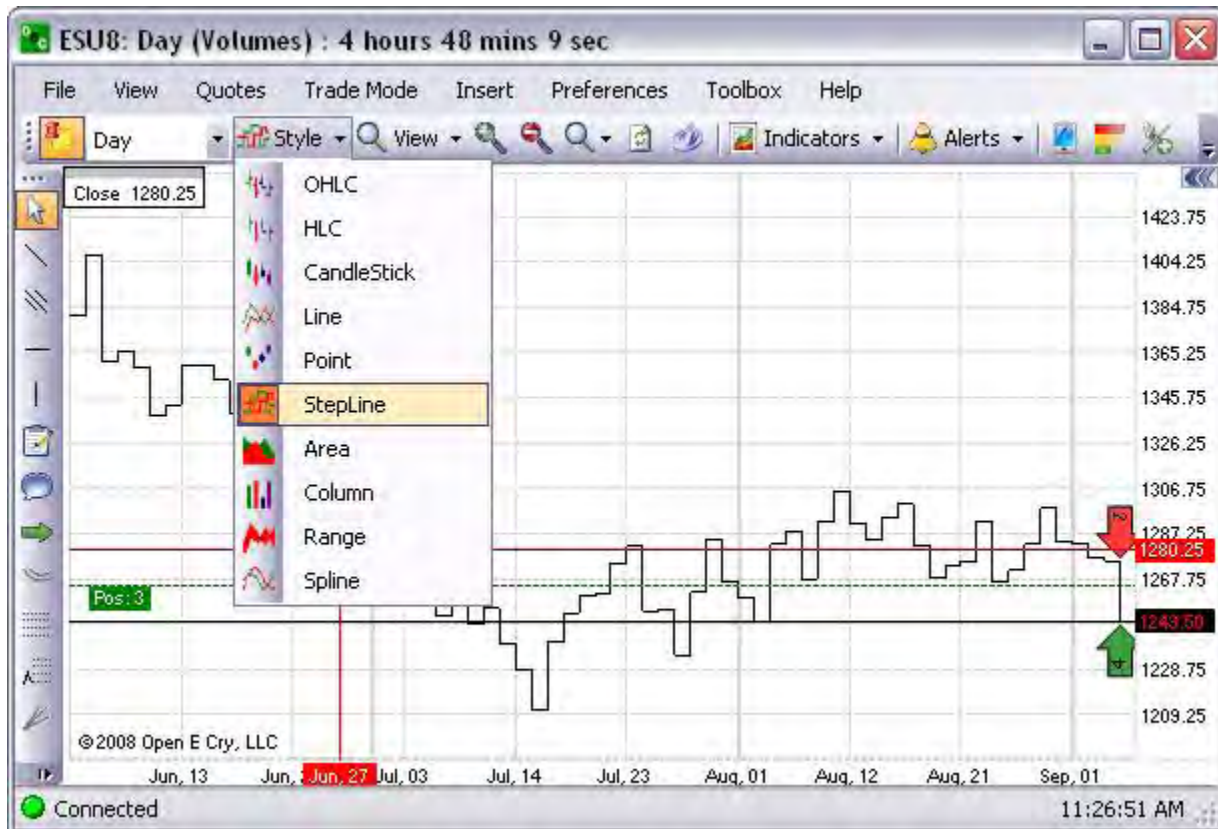 ESU8: Day (Volumes) : 4 hours 48 mins 9 sec
File View Quotes Trade Mode Insert Preferences Toolbox Help
Day Style View Indicators Alerts
Close 1280.25
OHLC
HLC
CandleStick
Line
Point
StepLine
Area
Column
Range
Spline
1423.75
1404.25
1384.75
1365.25
1345.75
1326.25
1306.75
1287.25
1280.25
1267.75
Pos: 3
1243.50
1228.75
1209.25
©2008 Open E Cry, LLC
Jun, 13 Jun, Jun, 27 Jul, 03 Jul, 14 Jul, 23 Aug, 01 Aug, 12 Aug, 21 Sep, 01
Connected 11:26:51 AM